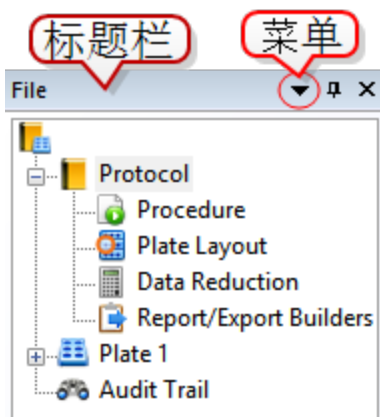 标题栏 菜单
File
Protocol
Procedure
Plate Layout
Data Reduction
Report/Export Builders
Plate 1
Audit Trail